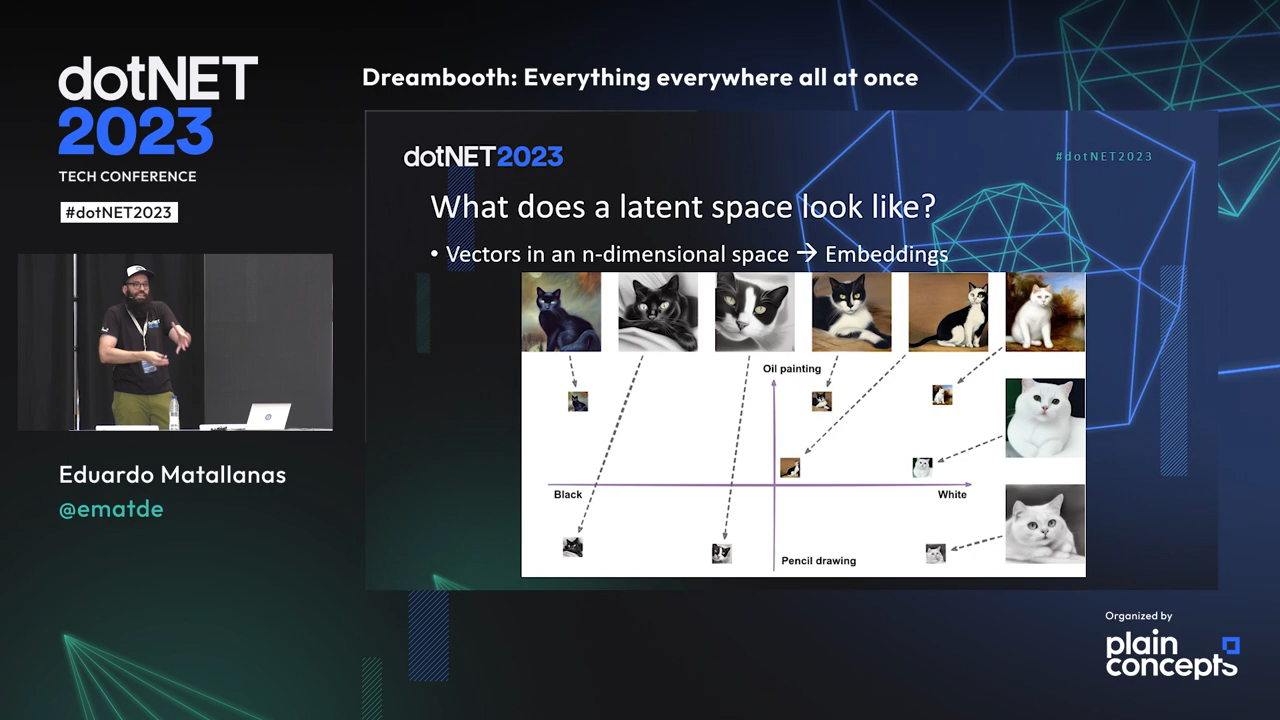 dotNET
2023
TECH CONFERENCE
#dotNET2023
Dreambooth: Everything everywhere all at once
dotNET2023
#dotNET2023
What does a latent space look like?
• Vectors in an n-dimensional space → Embeddings
Oil painting
Black
White
Pencil drawing
Eduardo Matallanas
@ematde
Organized by
plain
concepts